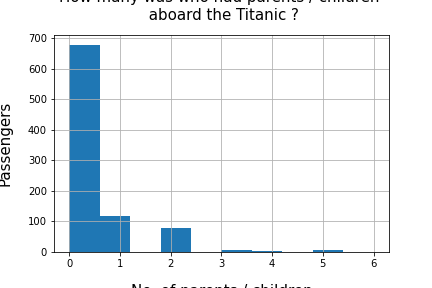 How many was who had parents / children
aboard the Titanic ?
Passengers
700
600
500
400
300
200
100
0
0 1 2 3 4 5 6
No. of parents / children